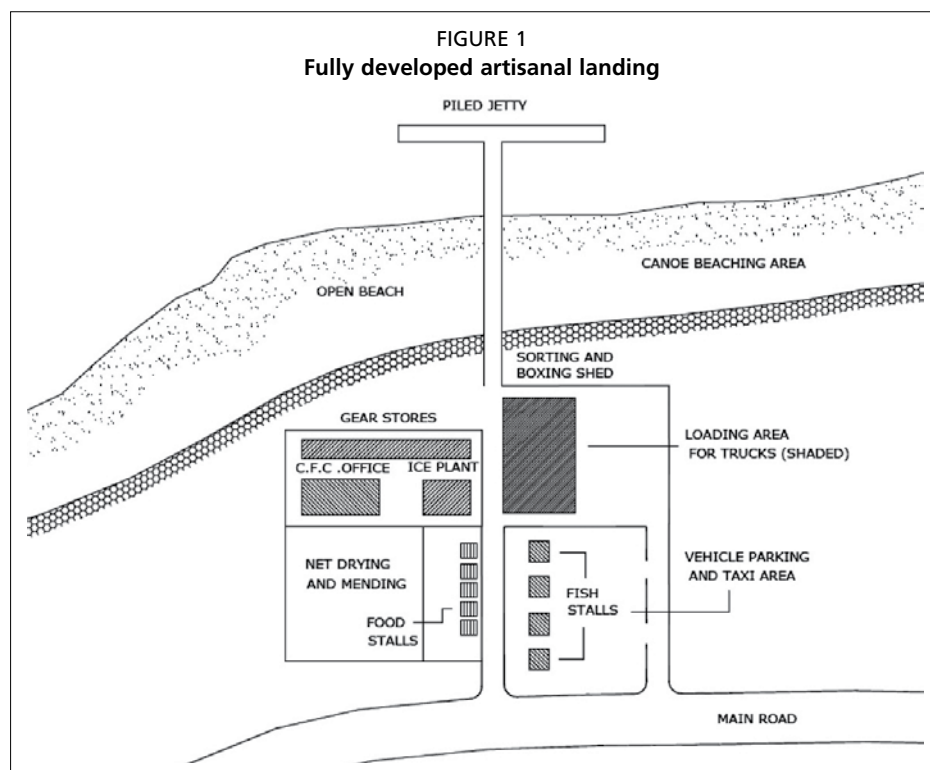 FIGURE 1
Fully developed artisanal landing
PILED JETTY
CANOE BEACHING AREA
OPEN BEACH
SORTING AND
BOXING SHED
GEAR STORES
LOADING AREA
FOR TRUCKS (SHADED)
C.F.C .OFFICE
ICE PLANT
NET DRYING
AND MENDING
VEHICLE PARKING
AND TAXI AREA
FISH
STALLS
FOOD
STALLS
MAIN ROAD